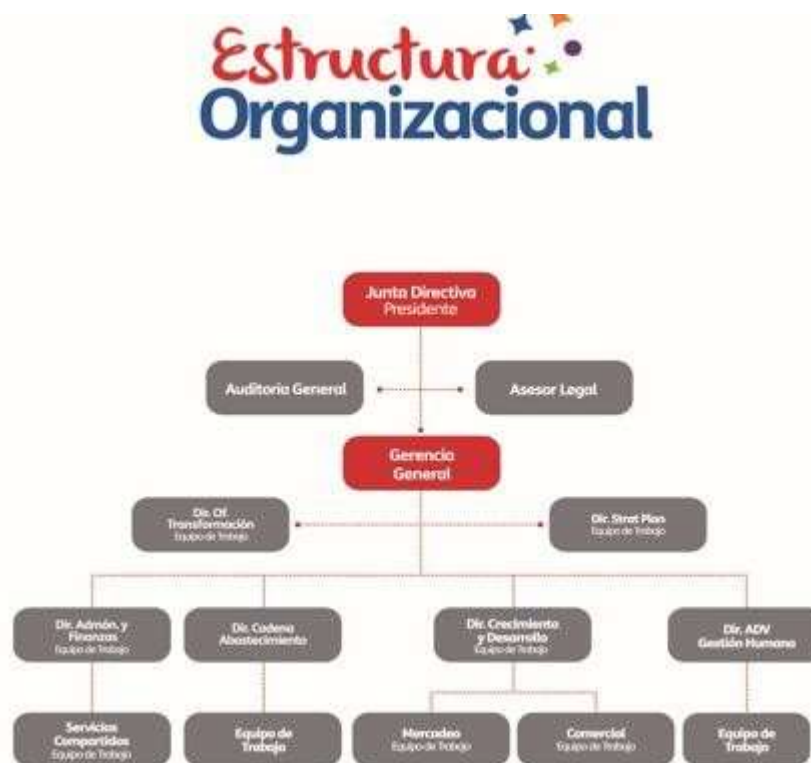 Estructura
Organizacional
Junta Directiva
Presidente
Auditoria General
Asesor Legal
Gerencia
General
Dir. Of
Transformación
Equipo de Trabajo
Dir. Strat Plan
Equipo de Trabajo
Dir. Admón. y
Finanzas
Equipo de Trabajo
Dir. Cadena
Abastecimiento
Dir. Crecimiento
y Desarrollo
Equipo de Trabajo
Dir. ADV
Gestión Humana
Servicios
Compartidos
Equipo de Trabajo
Equipo de
Trabajo
Mercadeo
Equipo de Trabajo
Comercial
Equipo de Trabajo
Equipo de
Trabajo